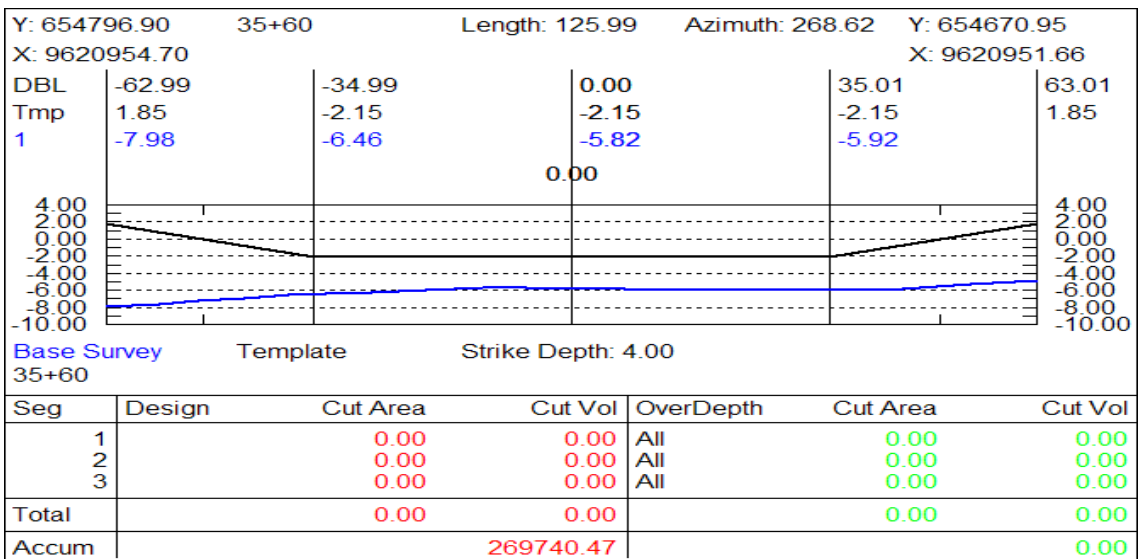 Y: 654796.90 35+60 Length: 125.99 Azimuth: 268.62 Y: 654670.95
X: 9620954.70 X: 9620951.66
DBL -62.99 -34.99 0.00 35.01 63.01
Tmp 1.85 -2.15 -2.15 -2.15 1.85
1 -7.98 -6.46 -5.82 -5.92
0.00
4.00 4.00
2.00 2.00
0.00 0.00
-2.00 -2.00
-4.00 -4.00
-6.00 -6.00
-8.00 -8.00
-10.00 -10.00
Base Survey Template Strike Depth: 4.00
35+60
Seg Design Cut Area Cut Vol OverDepth Cut Area Cut Vol
1 0.00 0.00 All 0.00 0.00
2 0.00 0.00 All 0.00 0.00
3 0.00 0.00 All 0.00 0.00
Total 0.00 0.00 0.00 0.00
Accum 269740.47 0.00